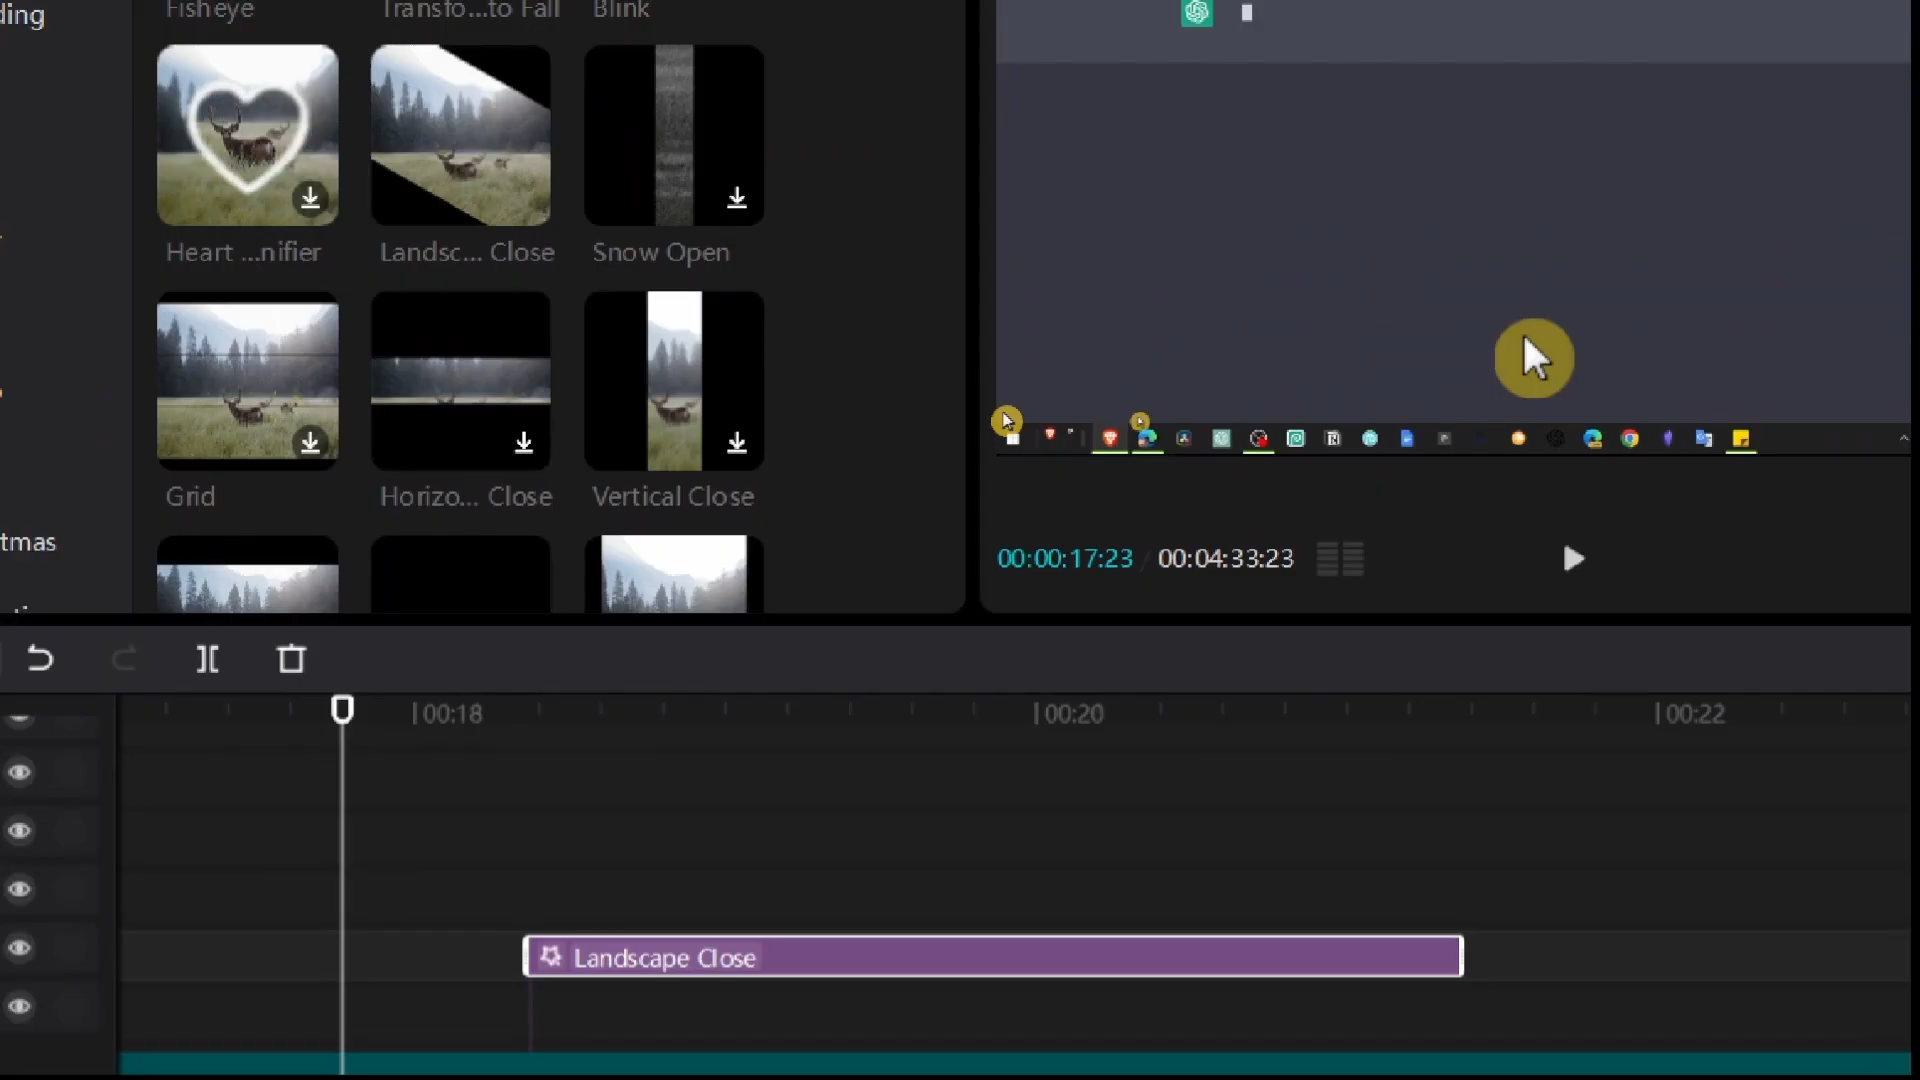 ding
Fisheye
Transfo...to Fall
Blink
Heart ...nifier
Landsc... Close
Snow Open
Grid
Horizo... Close
Vertical Close
tmas
00:00:17:23 / 00:04:33:23
00:18
00:20
00:22
Landscape Close